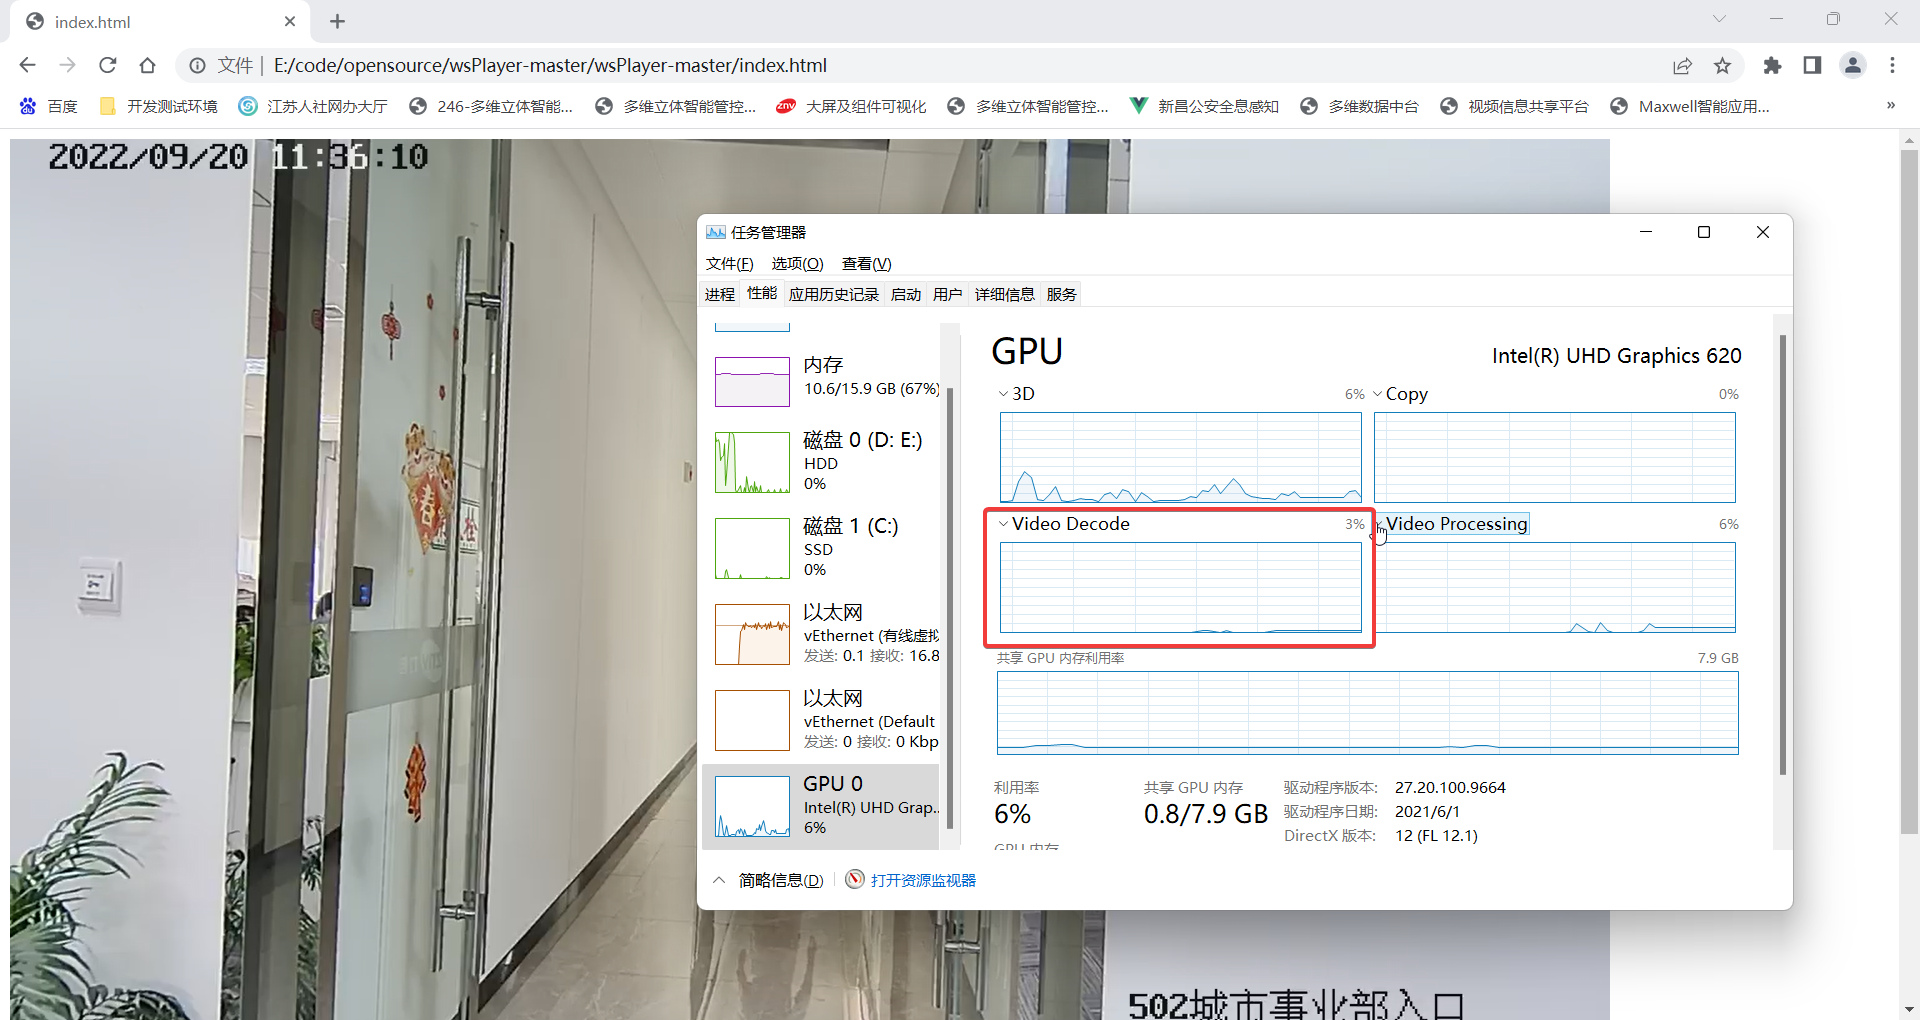 index.html
文件 | E:/code/opensource/wsPlayer-master/wsPlayer-master/index.html
百度 开发测试环境 江苏人社网办大厅 246-多维立体智能... 多维立体智能管控... 大屏及组件可视化 多维立体智能管控... 新昌公安全息感知 多维数据中台 视频信息共享平台 Maxwell智能应用... »
2022/09/20 11:36:10
任务管理器
文件(F) 选项(O) 查看(V)
进程 性能 应用历史记录 启动 用户 详细信息 服务
内存
10.6/15.9 GB (67%)
磁盘 0 (D: E:)
HDD
0%
磁盘 1 (C:)
SSD
0%
以太网
vEthernet (有线虚拟
发送: 0.1 接收: 16.8
以太网
vEthernet (Default
发送: 0 接收: 0 Kbp
GPU 0
Intel(R) UHD Grap...
6%
GPU
Intel(R) UHD Graphics 620
3D 6%
Copy 0%
Video Decode 3%
Video Processing 6%
共享 GPU 内存利用率 7.9 GB
利用率
6%
共享 GPU 内存
0.8/7.9 GB
驱动程序版本: 27.20.100.9664
驱动程序日期: 2021/6/1
DirectX 版本: 12 (FL 12.1)
GPU 内存
简略信息(D) 打开资源监视器
502城市事业部入口